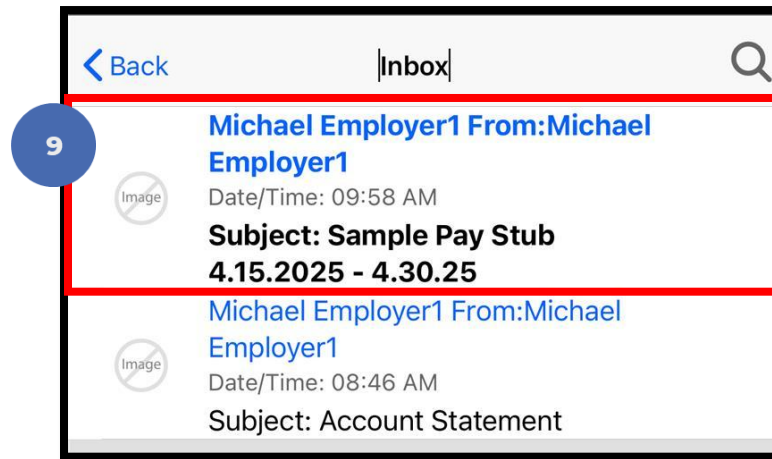 Back Inbox
9
Michael Employer1 From:Michael
Employer1
Image
Date/Time: 09:58 AM
Subject: Sample Pay Stub
4.15.2025 - 4.30.25
Michael Employer1 From:Michael
Employer1
Image
Date/Time: 08:46 AM
Subject: Account Statement